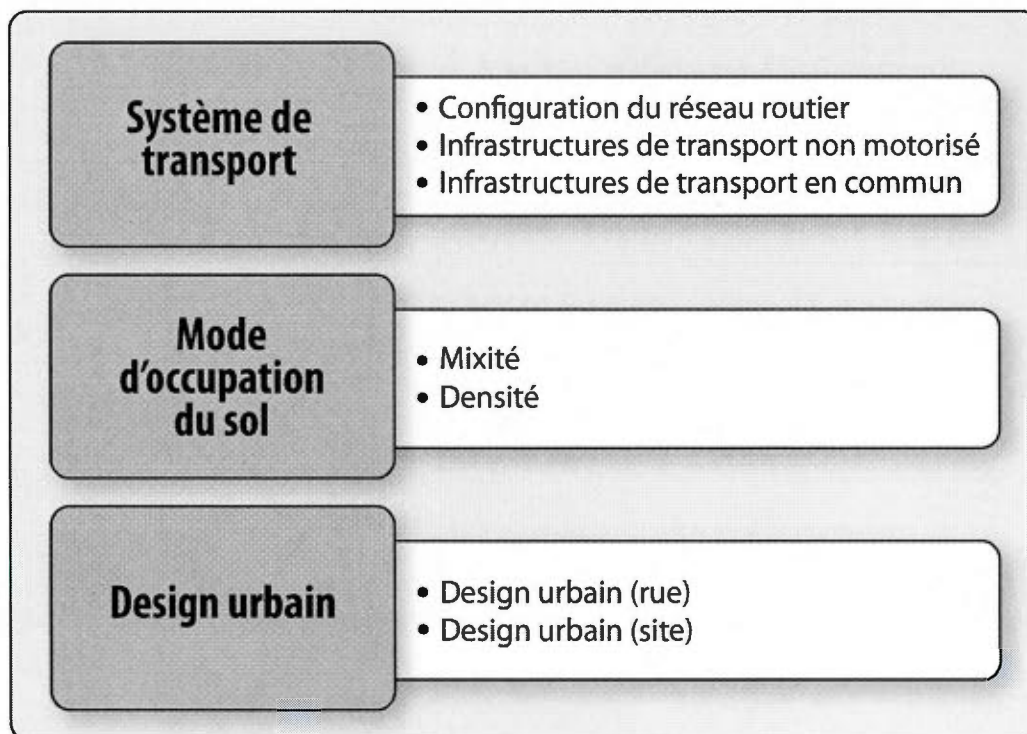 Système de
transport
• Configuration du réseau routier
• Infrastructures de transport non motorisé
• Infrastructures de transport en commun
Mode
d'occupation
du sol
• Mixité
• Densité
Design urbain
• Design urbain (rue)
• Design urbain (site)